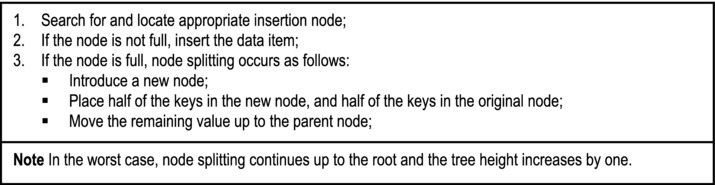 1. Search for and locate appropriate insertion node;
2. If the node is not full, insert the data item;
3. If the node is full, node splitting occurs as follows:
▪ Introduce a new node;
▪ Place half of the keys in the new node, and half of the keys in the original node;
▪ Move the remaining value up to the parent node;
Note In the worst case, node splitting continues up to the root and the tree height increases by one.